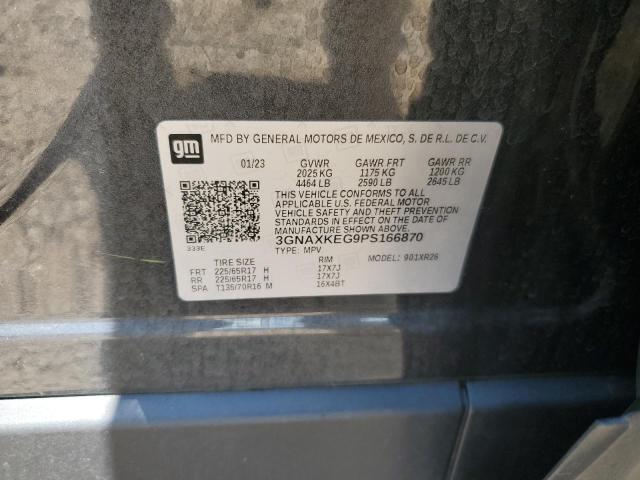 gm
MFD BY GENERAL MOTORS DE MEXICO, S. DE R.L. DE C.V.
01/23 GVWR GAWR FRT GAWR RR
2025 KG 1175 KG 1200 KG
4464 LB 2590 LB 2645 LB
THIS VEHICLE CONFORMS TO ALL
APPLICABLE U.S. FEDERAL MOTOR
VEHICLE SAFETY AND THEFT PREVENTION
STANDARDS IN EFFECT ON THE DATE OF
MANUFACTURE SHOWN ABOVE.
3GNAXKEG9PS166870
333E TYPE: MPV
TIRE SIZE RIM MODEL: 901XR26
FRT 225/65R17 H 17X7J
RR 225/65R17 H 17X7J
SPA T135/70R16 M 16X4BT